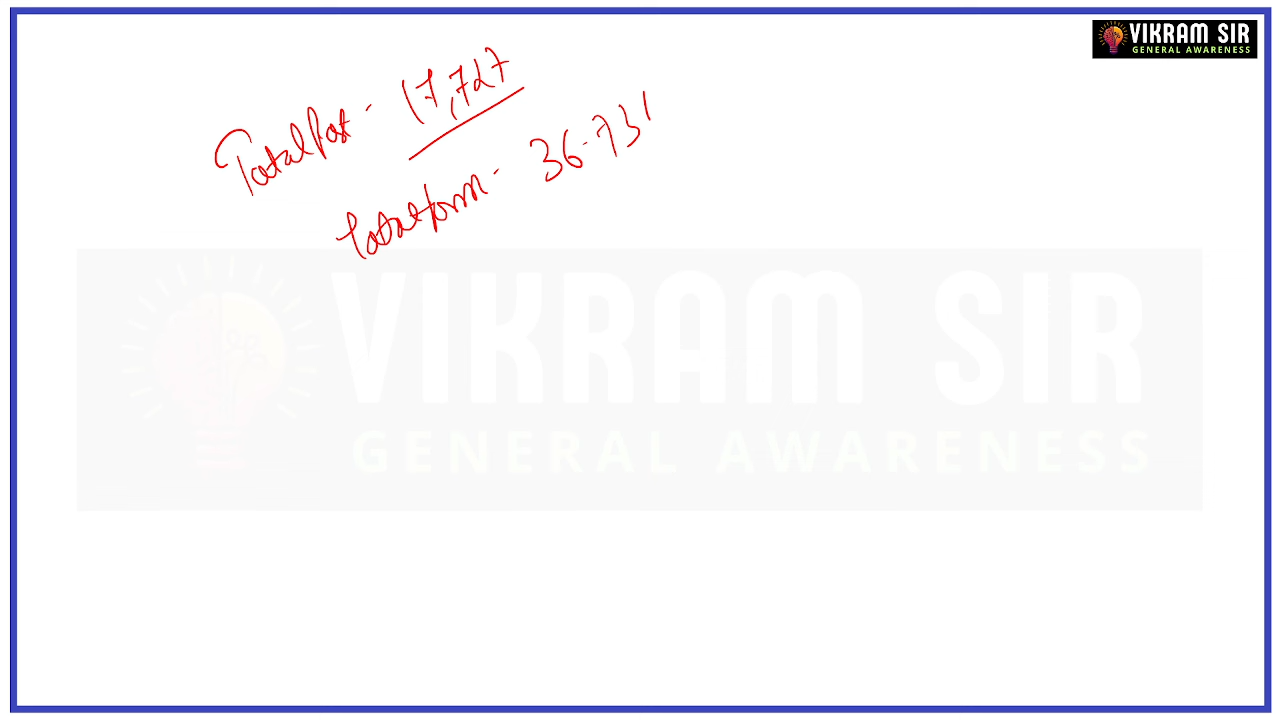 VIKRAM SIR
GENERAL AWARENESS
Total Post - 17,727
Total form - 36.731
VIKRAM SIR
GENERAL AWARENESS